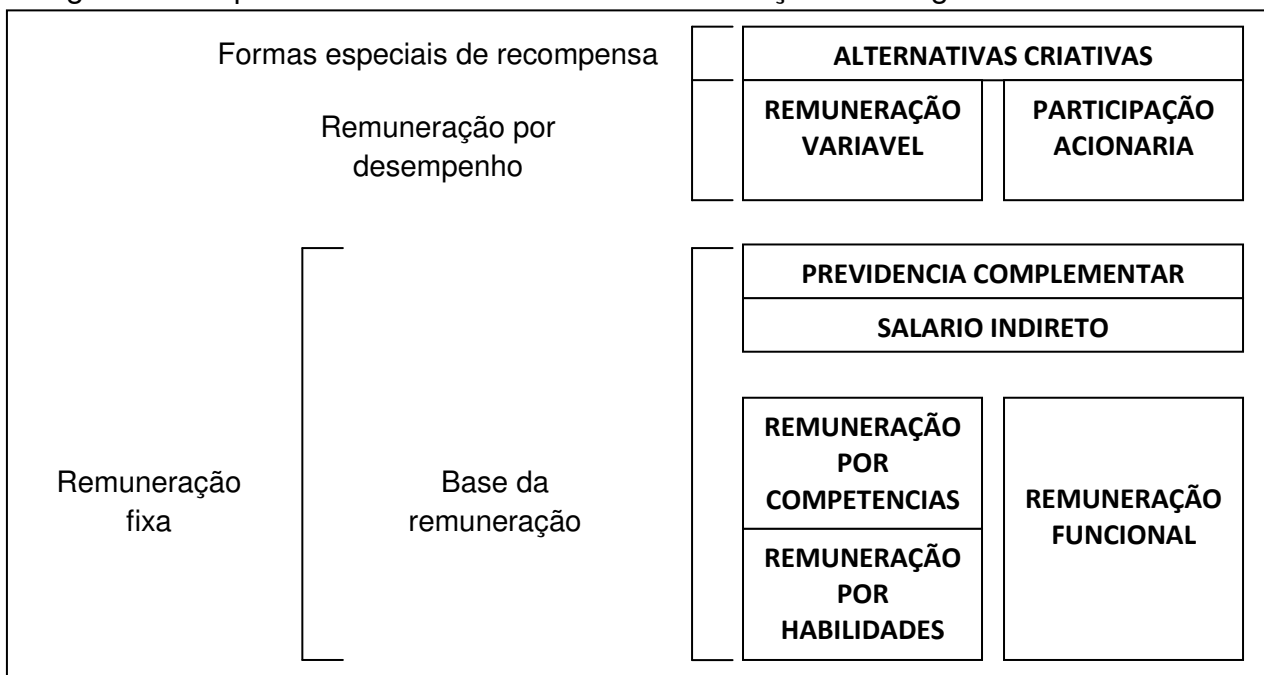 Formas especiais de recompensa
ALTERNATIVAS CRIATIVAS
Remuneração por
desempenho
REMUNERAÇÃO
VARIAVEL
PARTICIPAÇÃO
ACIONARIA
PREVIDENCIA COMPLEMENTAR
SALARIO INDIRETO
Remuneração
fixa
Base da
remuneração
REMUNERAÇÃO
POR
COMPETENCIAS
REMUNERAÇÃO
POR
HABILIDADES
REMUNERAÇÃO
FUNCIONAL